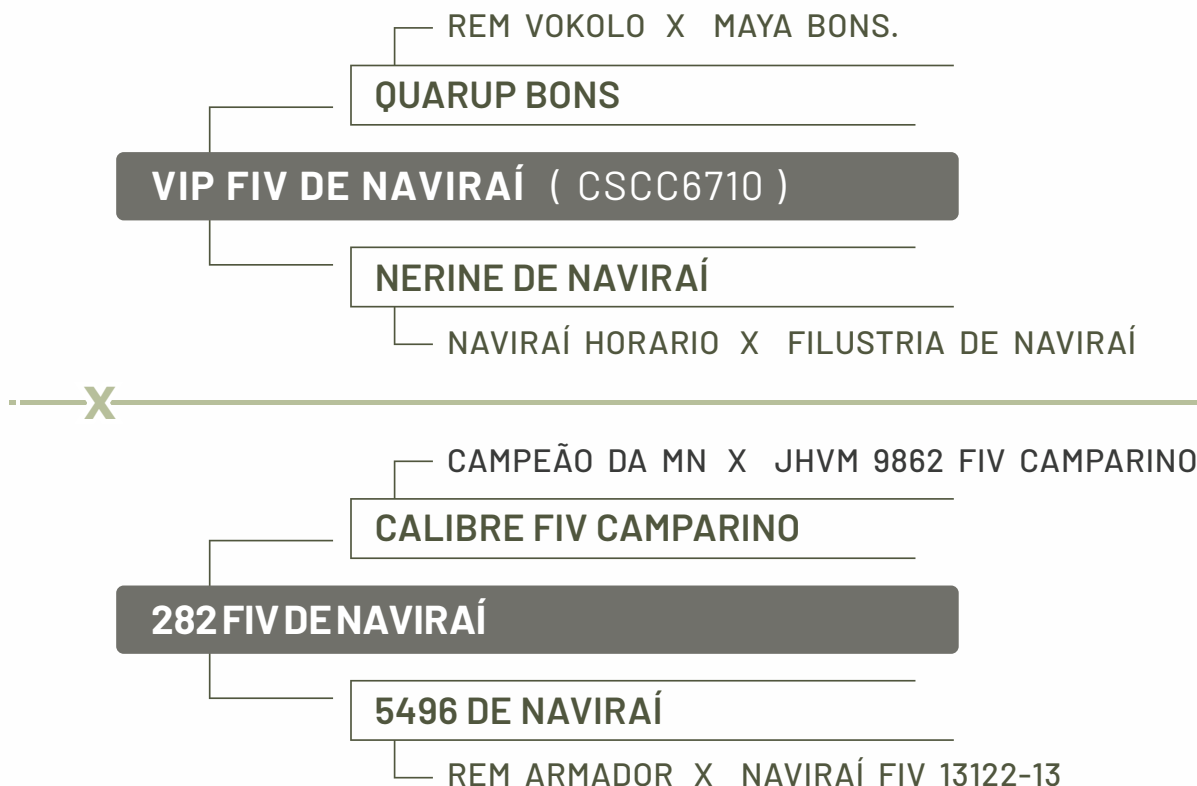 REM VOKOLO X MAYA BONS.
QUARUP BONS
VIP FIV DE NAVIRAÍ ( CSCC6710 )
NERINE DE NAVIRAÍ
NAVIRAÍ HORARIO X FILUSTRIA DE NAVIRAÍ
X
CAMPEÃO DA MN X JHVM 9862 FIV CAMPARINO
CALIBRE FIV CAMPARINO
282 FIV DE NAVIRAÍ
5496 DE NAVIRAÍ
REM ARMADOR X NAVIRAÍ FIV 13122-13